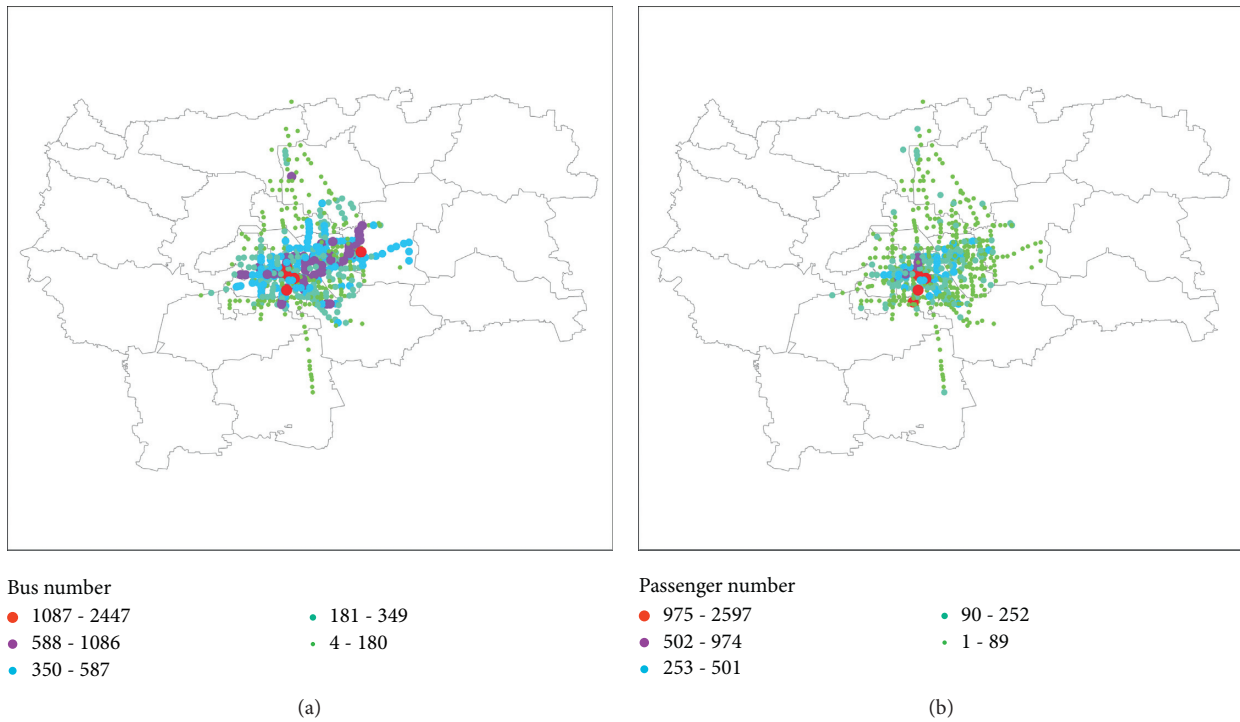 Bus number
1087 - 2447
588 - 1086
350 - 587
181 - 349
4 - 180
(a)
Passenger number
975 - 2597
502 - 974
253 - 501
90 - 252
1 - 89
(b)